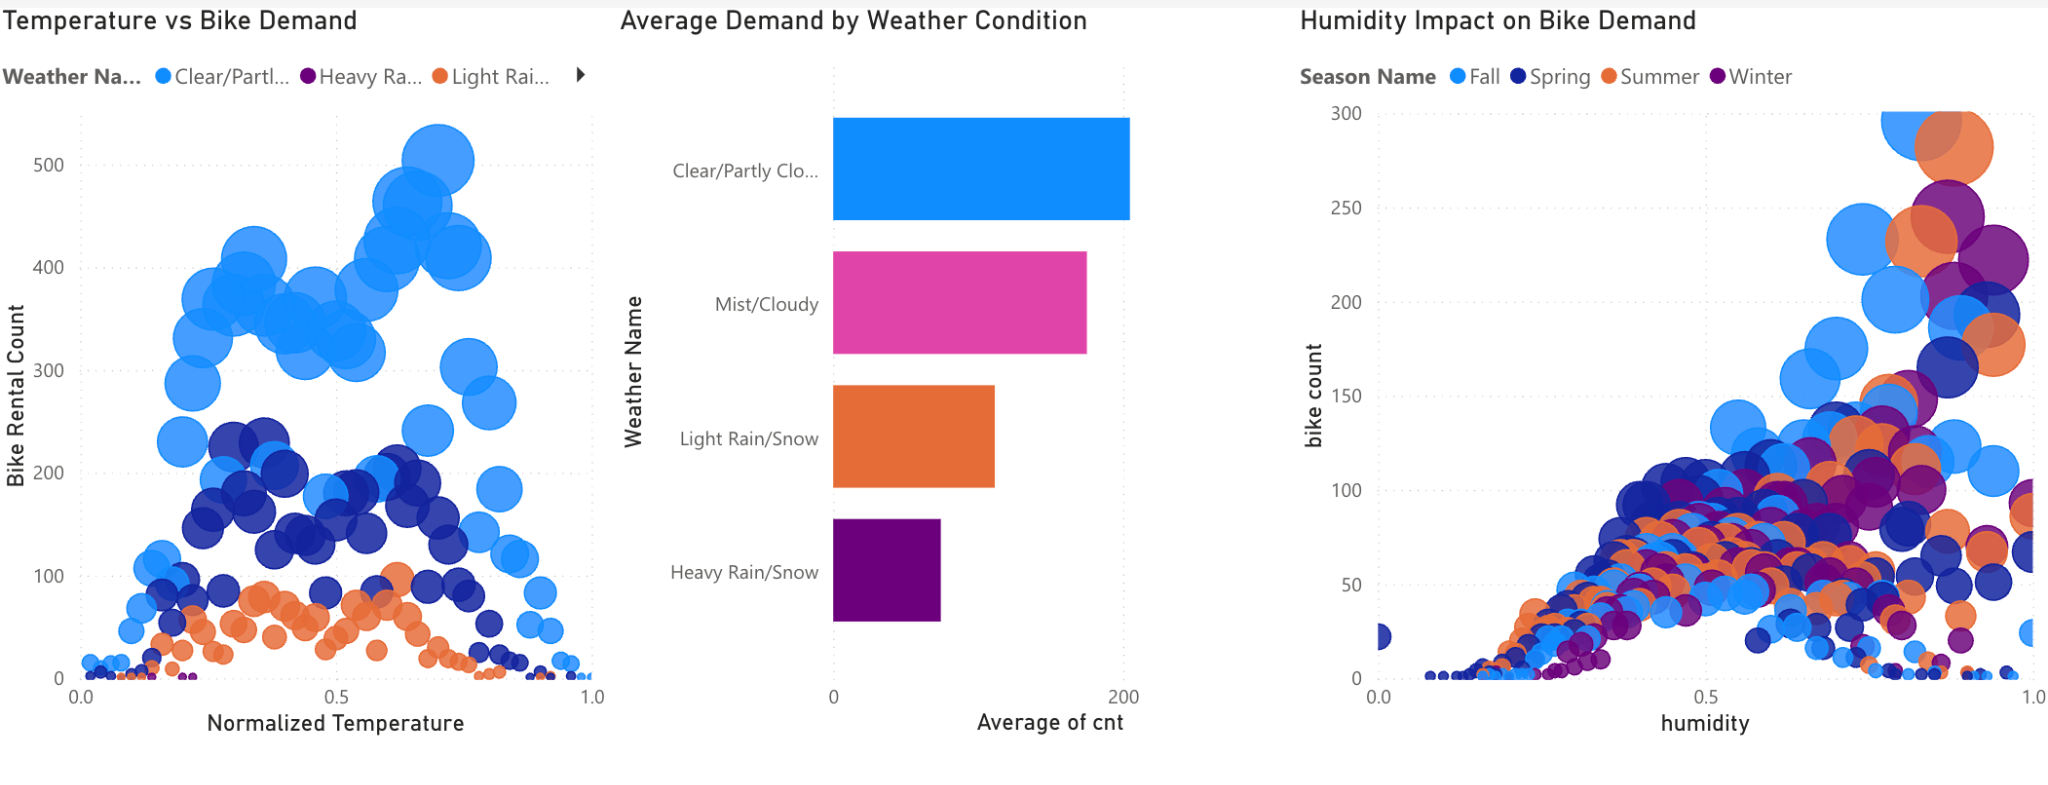 Temperature vs Bike Demand
Weather Na... Clear/Partl... Heavy Ra... Light Rai...
500
400
300
200
100
0
0.0 0.5 1.0
Bike Rental Count
Normalized Temperature
Average Demand by Weather Condition
Weather Name
Clear/Partly Clo...
Mist/Cloudy
Light Rain/Snow
Heavy Rain/Snow
0 200
Average of cnt
Humidity Impact on Bike Demand
Season Name Fall Spring Summer Winter
300
250
200
150
100
50
0
0.0 0.5 1.0
bike count
humidity